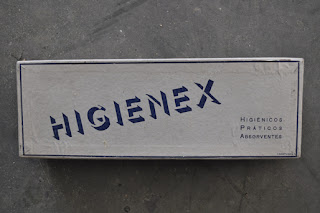 HIGIENEX
HIGIÉNICOS
PRÁTICOS
ABSORVENTES